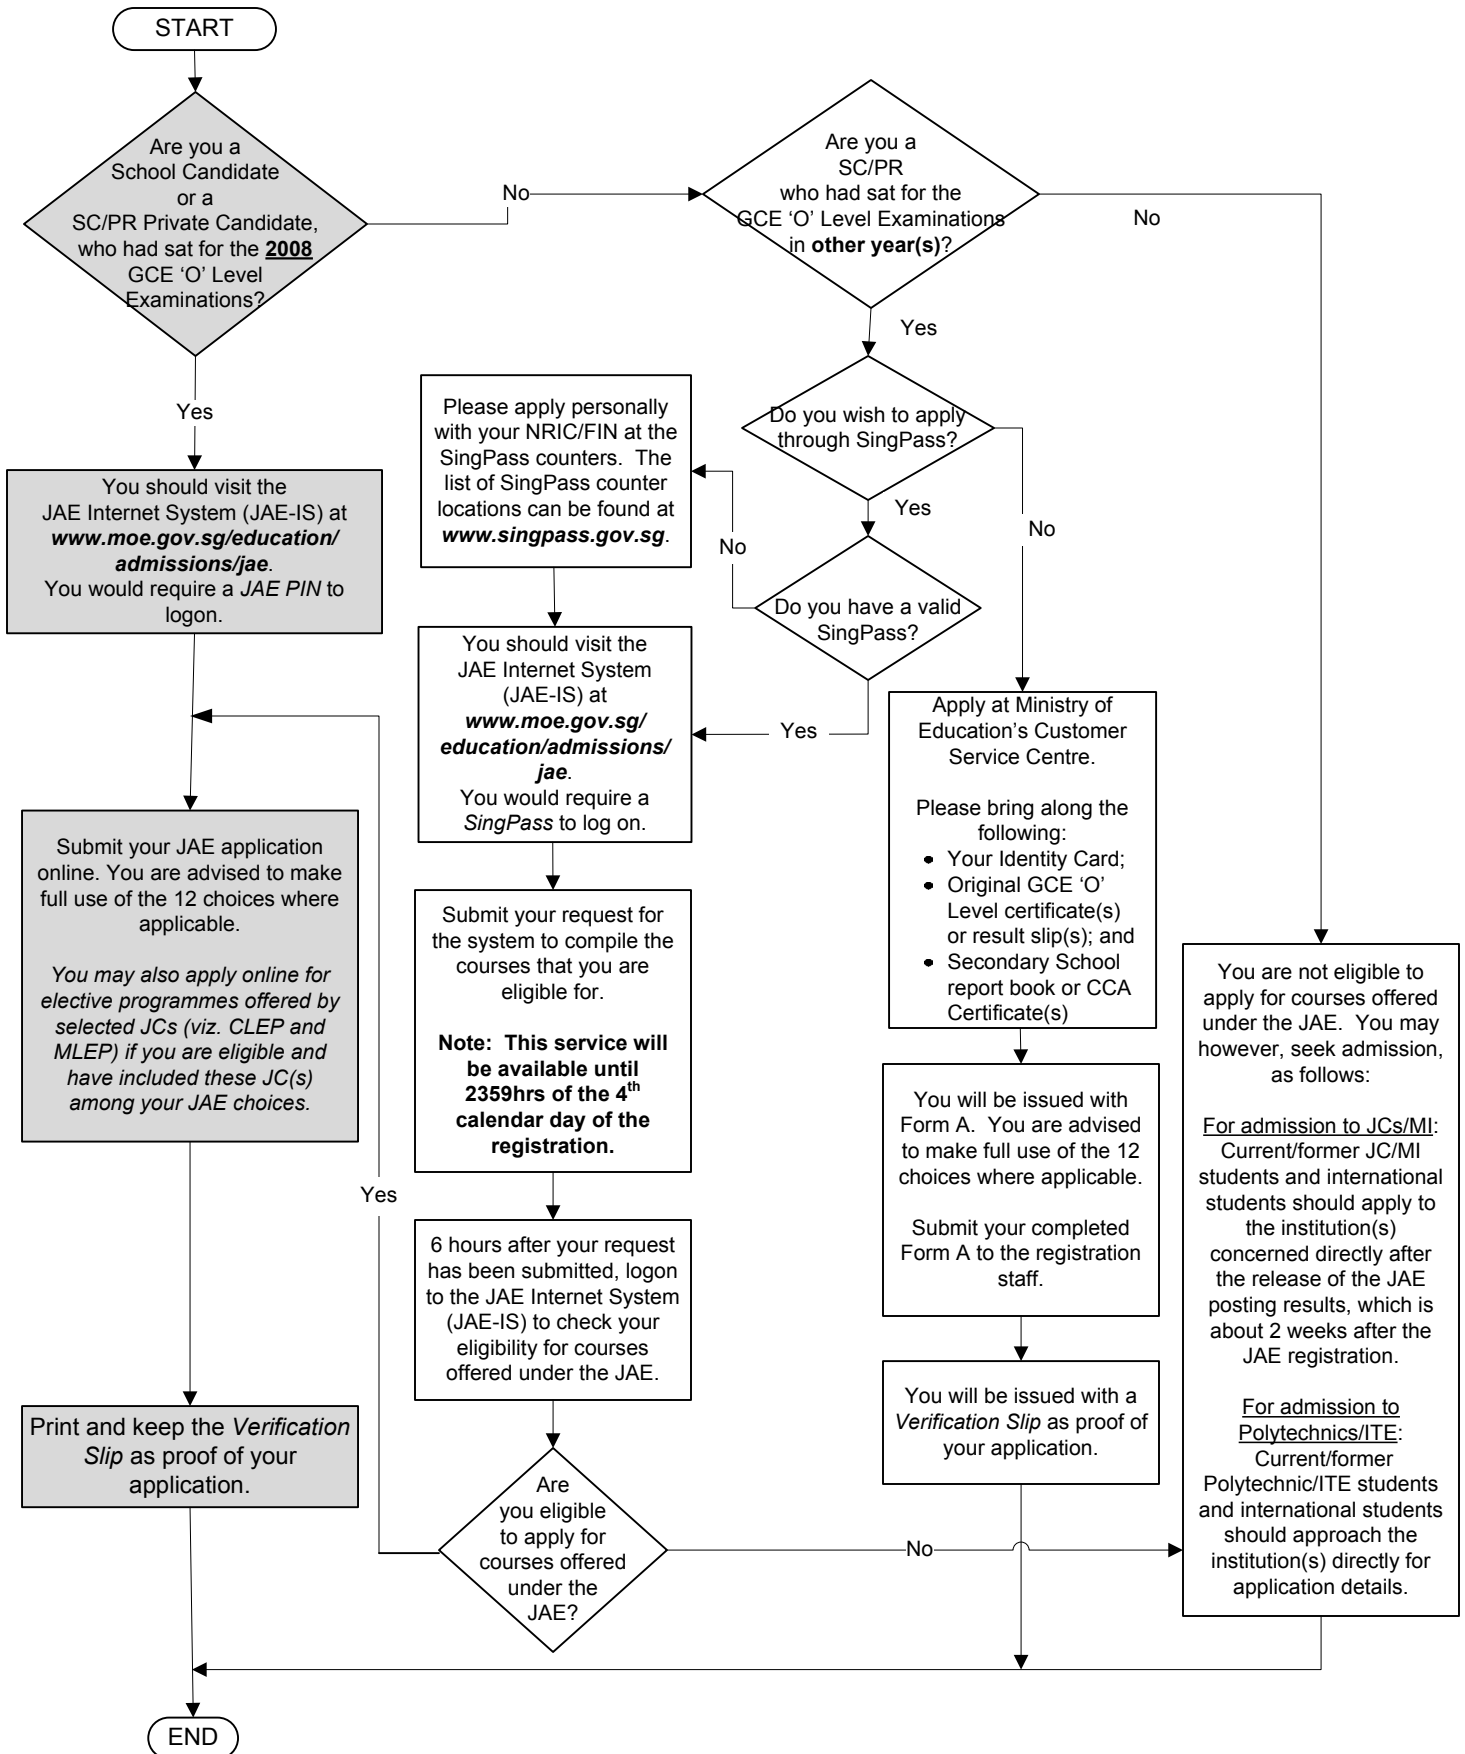 START
Are you a
School Candidate
or a
SC/PR Private Candidate,
who had sat for the 2008
GCE ‘O’ Level
Examinations?
No
Are you a
SC/PR
who had sat for the
GCE ‘O’ Level Examinations
in other year(s)?
No
Yes
Yes
Do you wish to apply
through SingPass?
Yes
No
Do you have a valid
SingPass?
No
Yes
Please apply personally
with your NRIC/FIN at the
SingPass counters. The
list of SingPass counter
locations can be found at
www.singpass.gov.sg.
You should visit the
JAE Internet System (JAE-IS) at
www.moe.gov.sg/education/
admissions/jae.
You would require a JAE PIN to
logon.
You should visit the
JAE Internet System
(JAE-IS) at
www.moe.gov.sg/
education/admissions/
jae.
You would require a
SingPass to log on.
Apply at Ministry of
Education’s Customer
Service Centre.
Please bring along the
following:
• Your Identity Card;
• Original GCE ‘O’
Level certificate(s)
or result slip(s); and
• Secondary School
report book or CCA
Certificate(s)
Submit your JAE application
online. You are advised to make
full use of the 12 choices where
applicable.
You may also apply online for
elective programmes offered by
selected JCs (viz. CLEP and
MLEP) if you are eligible and
have included these JC(s)
among your JAE choices.
Submit your request for
the system to compile the
courses that you are
eligible for.
Note: This service will
be available until
2359hrs of the 4th
calendar day of the
registration.
You will be issued with
Form A. You are advised
to make full use of the 12
choices where applicable.
Submit your completed
Form A to the registration
staff.
You are not eligible to
apply for courses offered
under the JAE. You may
however, seek admission,
as follows:
For admission to JCs/MI:
Current/former JC/MI
students and international
students should apply to
the institution(s)
concerned directly after
the release of the JAE
posting results, which is
about 2 weeks after the
JAE registration.
For admission to
Polytechnics/ITE:
Current/former
Polytechnic/ITE students
and international students
should approach the
institution(s) directly for
application details.
Yes
6 hours after your request
has been submitted, logon
to the JAE Internet System
(JAE-IS) to check your
eligibility for courses
offered under the JAE.
You will be issued with a
Verification Slip as proof of
your application.
Print and keep the Verification
Slip as proof of your
application.
Are
you eligible
to apply for
courses offered
under the
JAE?
No
END